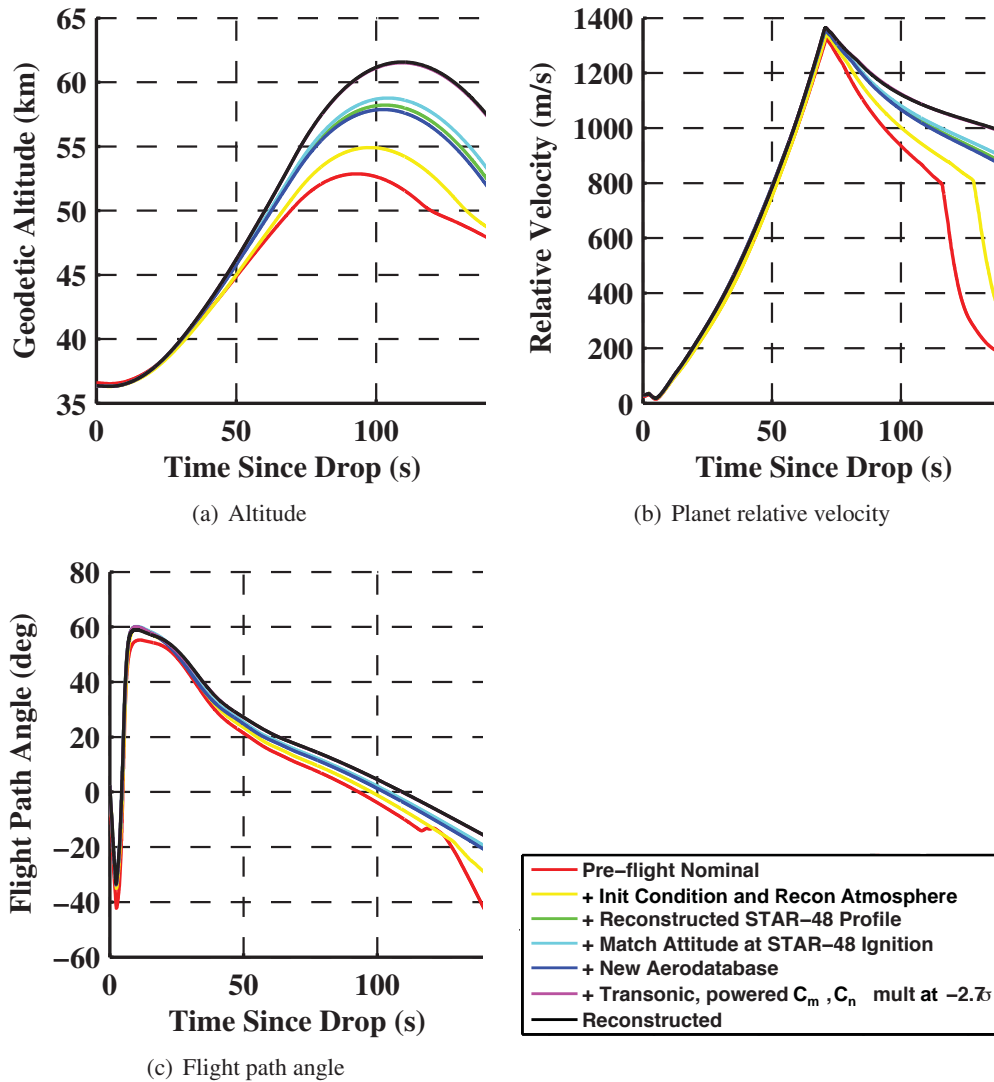 65
60
55
50
45
40
35
0
50
100
Geodetic Altitude (km)
Time Since Drop (s)
(a) Altitude
1400
1200
1000
800
600
400
200
0
0
50
100
Relative Velocity (m/s)
Time Since Drop (s)
(b) Planet relative velocity
80
60
40
20
0
−20
−40
−60
0
50
100
Flight Path Angle (deg)
Time Since Drop (s)
(c) Flight path angle
Pre−flight Nominal
+ Init Condition and Recon Atmosphere
+ Reconstructed STAR−48 Profile
+ Match Attitude at STAR−48 Ignition
+ New Aerodatabase
+ Transonic, powered Cm , Cn mult at −2.7σ
Reconstructed